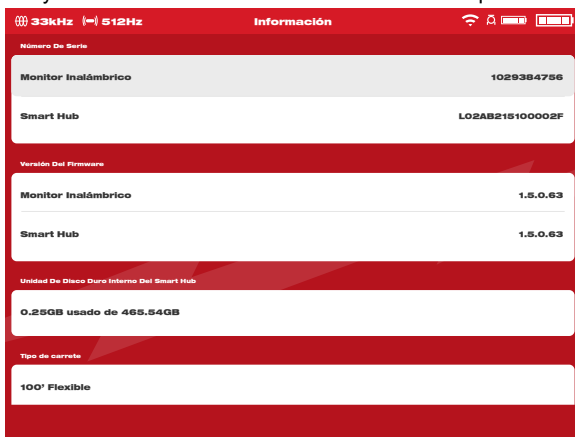 33kHz 512Hz Información
Número De Serie
Monitor Inalámbrico 1029384756
Smart Hub L02AB215100002F
Versión Del Firmware
Monitor Inalámbrico 1.5.0.63
Smart Hub 1.5.0.63
Unidad De Disco Duro Interno Del Smart Hub
0.25GB usado de 465.54GB
Tipo de carrete
100' Flexible